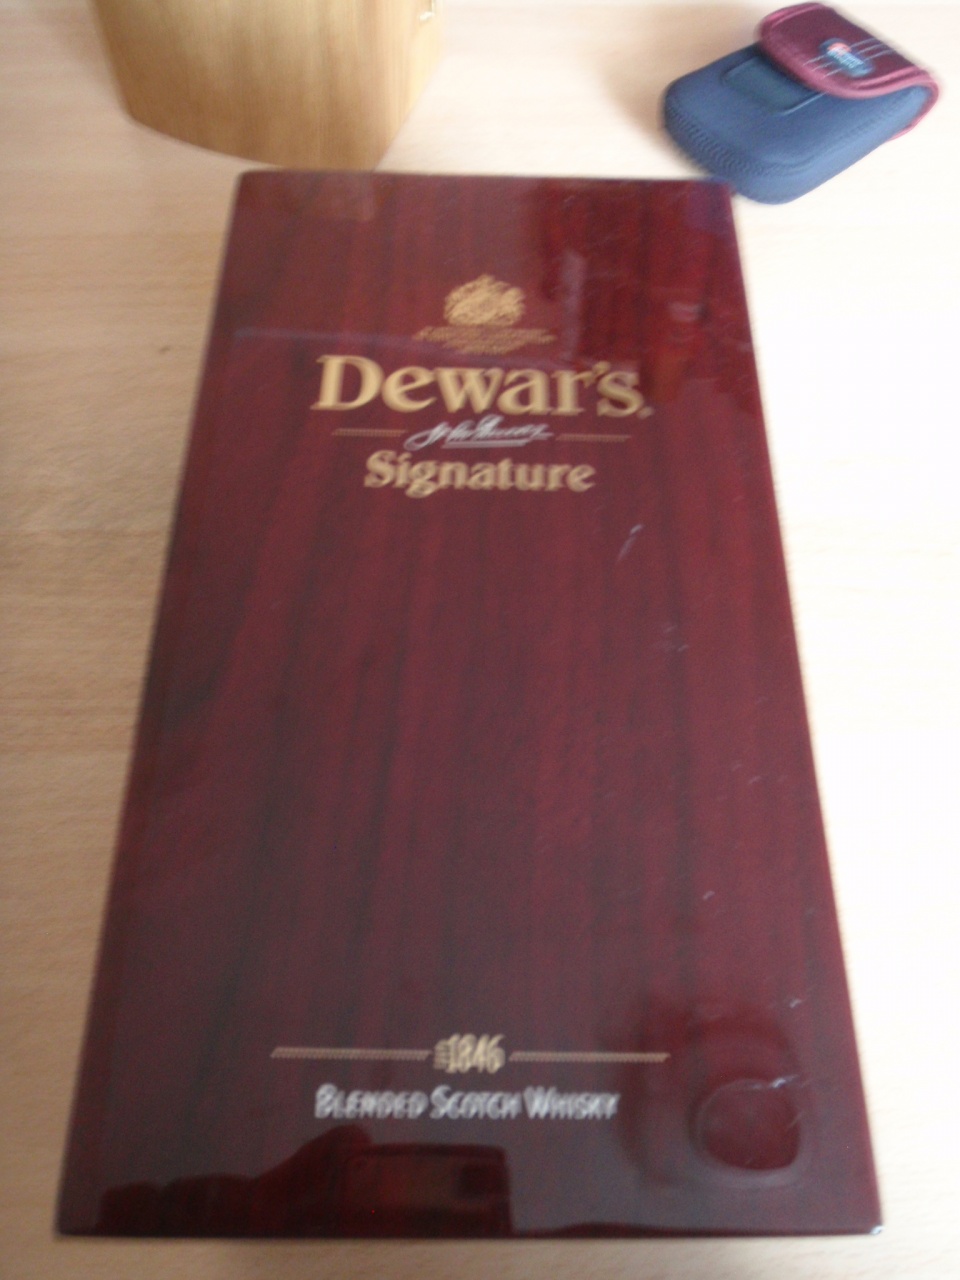 Dewar's.
Signature
1846
BLENDED SCOTCH WHISKY